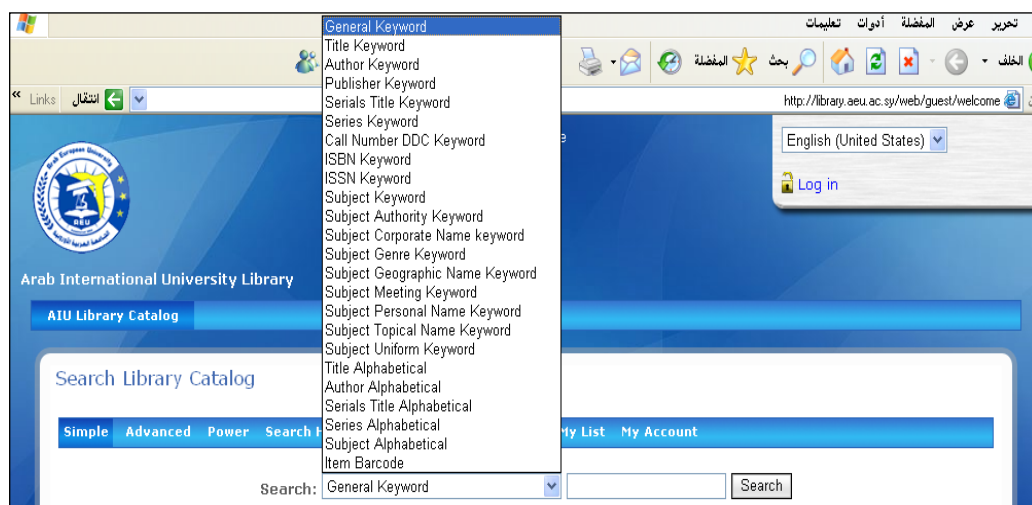 تحرير عرض المفضلة أدوات تعليمات
الخلف بحث المفضلة
http://library.aeu.ac.sy/web/guest/welcome انتقال Links »
English (United States)
Log in
Arab International University Library
AIU Library Catalog
Search Library Catalog
Simple Advanced Power Search My List My Account
General Keyword
Title Keyword
Author Keyword
Publisher Keyword
Serials Title Keyword
Series Keyword
Call Number DDC Keyword
ISBN Keyword
ISSN Keyword
Subject Keyword
Subject Authority Keyword
Subject Corporate Name keyword
Subject Genre Keyword
Subject Geographic Name Keyword
Subject Meeting Keyword
Subject Personal Name Keyword
Subject Topical Name Keyword
Subject Uniform Keyword
Title Alphabetical
Author Alphabetical
Serials Title Alphabetical
Series Alphabetical
Subject Alphabetical
Item Barcode
Search: General Keyword Search